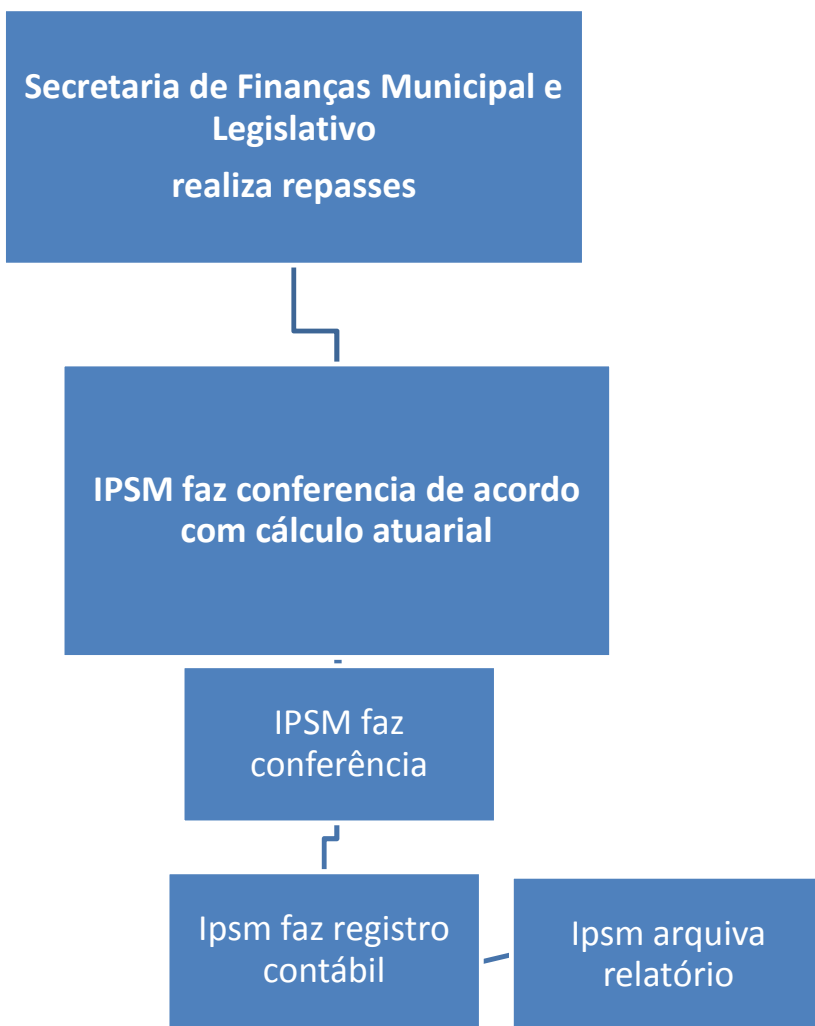 Secretaria de Finanças Municipal e
Legislativo
realiza repasses
IPSM faz conferencia de acordo
com cálculo atuarial
IPSM faz
conferência
Ipsm faz registro
contábil
Ipsm arquiva
relatório